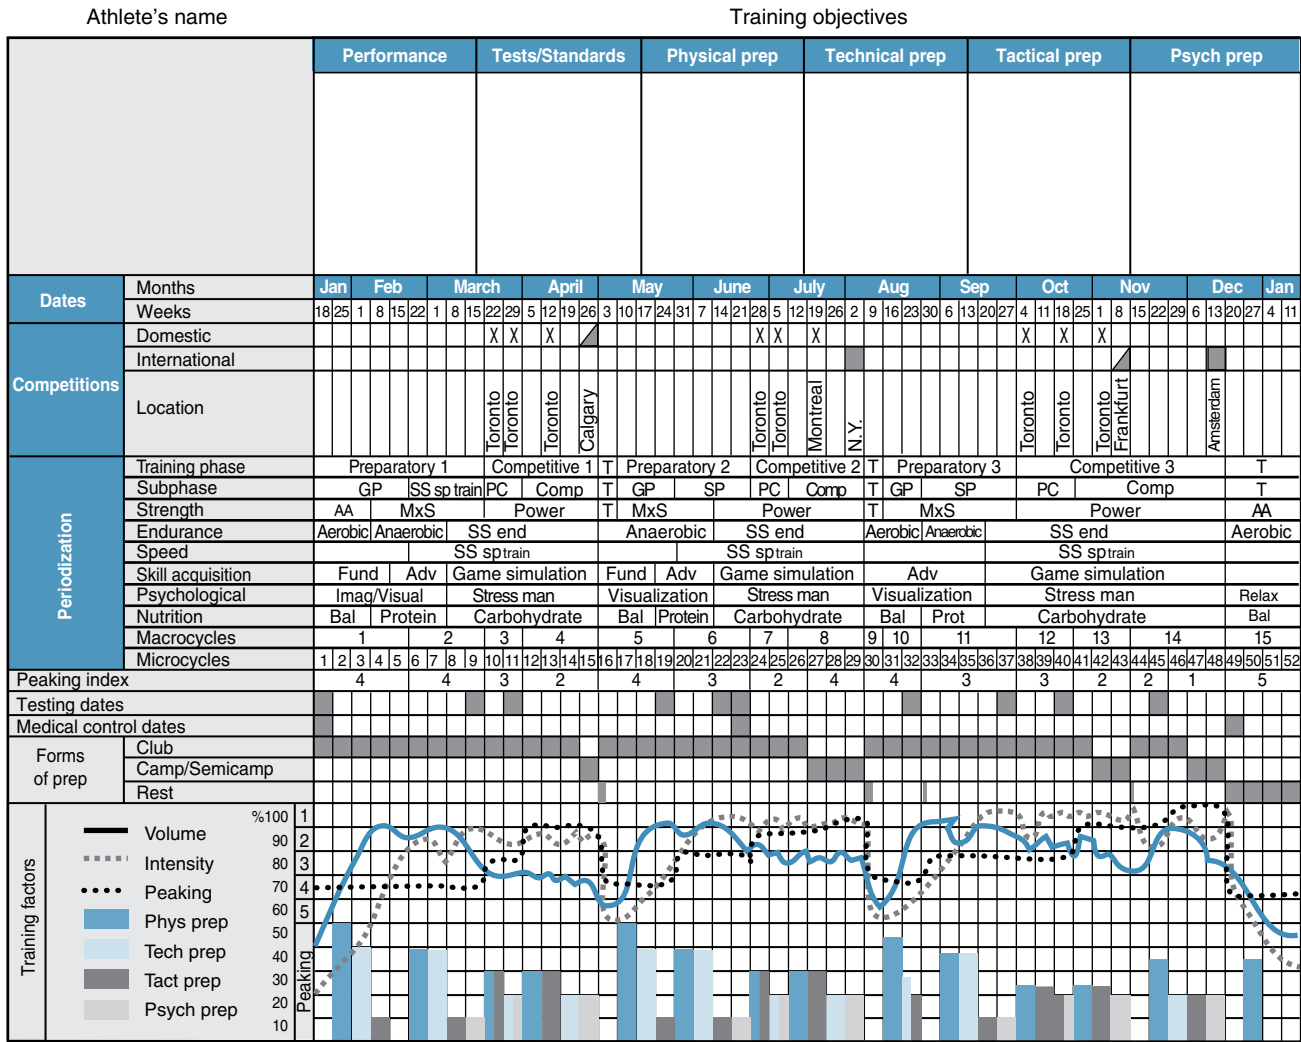 Athlete's name Training objectives
Performance Tests/Standards Physical prep Technical prep Tactical prep Psych prep
Dates Months Jan Feb March April May June July Aug Sep Oct Nov Dec Jan
Weeks 18 25 1 8 15 22 1 8 15 22 29 5 12 19 26 3 10 17 24 31 7 14 21 28 5 12 19 26 2 9 16 23 30 6 13 20 27 4 11 18 25 1 8 15 22 29 6 13 20 27 4 11
Competitions Domestic X X X X X X X X X
International
Location Toronto Toronto Toronto Calgary Toronto Toronto Montreal N.Y. Toronto Toronto Toronto Frankfurt Amsterdam
Periodization Training phase Preparatory 1 Competitive 1 T Preparatory 2 Competitive 2 T Preparatory 3 Competitive 3 T
Subphase GP SS sp train PC Comp T GP SP PC Comp T GP SP PC Comp T
Strength AA MxS Power T MxS Power T MxS Power AA
Endurance Aerobic Anaerobic SS end Anaerobic SS end Aerobic Anaerobic SS end Aerobic
Speed SS sp train SS sp train SS sp train
Skill acquisition Fund Adv Game simulation Fund Adv Game simulation Adv Game simulation
Psychological Imag/Visual Stress man Visualization Stress man Visualization Stress man Relax
Nutrition Bal Protein Carbohydrate Bal Protein Carbohydrate Bal Prot Carbohydrate Bal
Macrocycles 1 2 3 4 5 6 7 8 9 10 11 12 13 14 15
Microcycles 1 2 3 4 5 6 7 8 9 10 11 12 13 14 15 16 17 18 19 20 21 22 23 24 25 26 27 28 29 30 31 32 33 34 35 36 37 38 39 40 41 42 43 44 45 46 47 48 49 50 51 52
Peaking index 4 4 3 2 4 3 2 4 4 3 3 2 2 1 5
Testing dates
Medical control dates
Forms of prep Club
Camp/Semicamp
Rest
Training factors
Volume
Intensity
Peaking
Phys prep
Tech prep
Tact prep
Psych prep
%100 1
90 2
80 3
70 4
60 5
50
40
30
20
10
Peaking